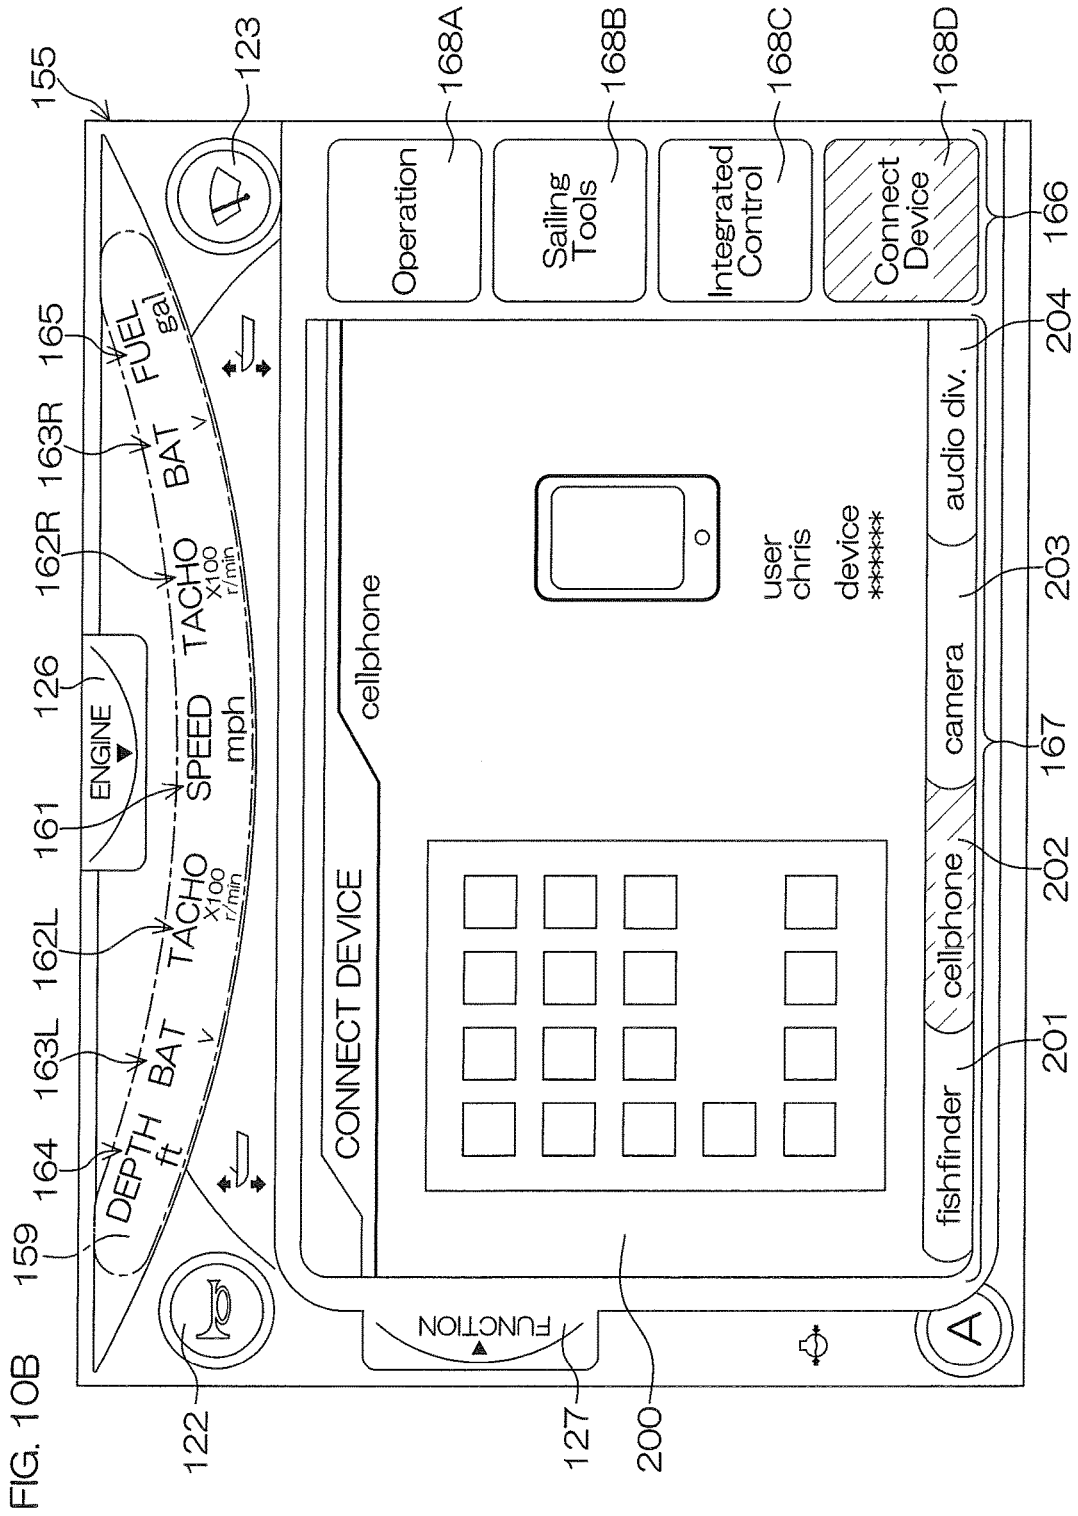 FIG. 10B
159
164
163L
162L
161
126
162R
163R
165
155
122
123
ENGINE
DEPTH
ft
BAT
V
TACHO
X100
r/min
SPEED
mph
TACHO
X100
r/min
BAT
V
FUEL
gal
FUNCTION
127
200
A
CONNECT DEVICE
cellphone
user
chris
device
******
fishfinder
cellphone
camera
audio div.
201
202
203
204
167
166
Operation
168A
Sailing
Tools
168B
Integrated
Control
168C
Connect
Device
168D